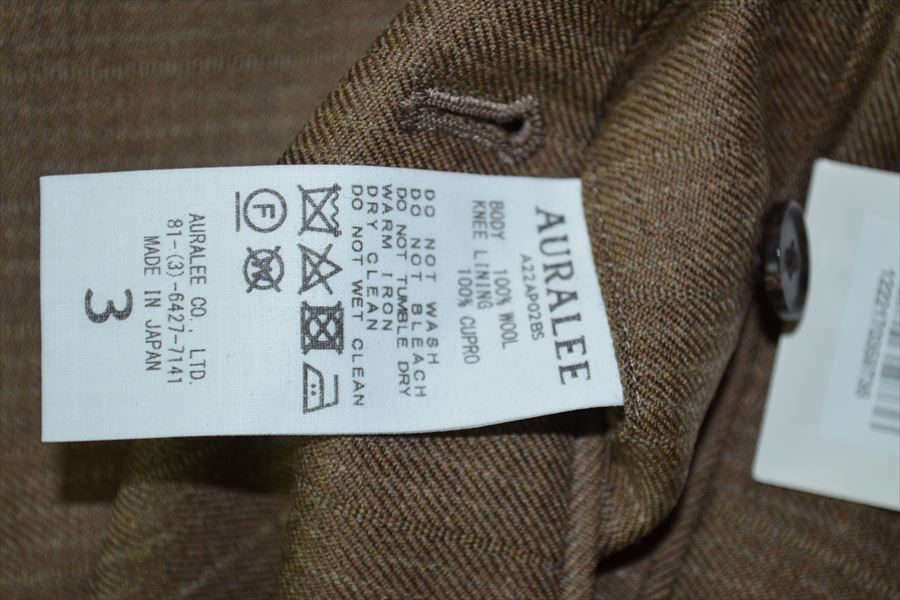 AURALEE
A22AP02BS
BODY 100% WOOL
KNEE LINING 100% CUPRO
DO NOT WASH
DO NOT BLEACH
DO NOT TUMBLE DRY
WARM IRON
DRY CLEAN
DO NOT WET CLEAN
F
W
AURALEE CO., LTD.
81-(3)-6427-7141
MADE IN JAPAN
3